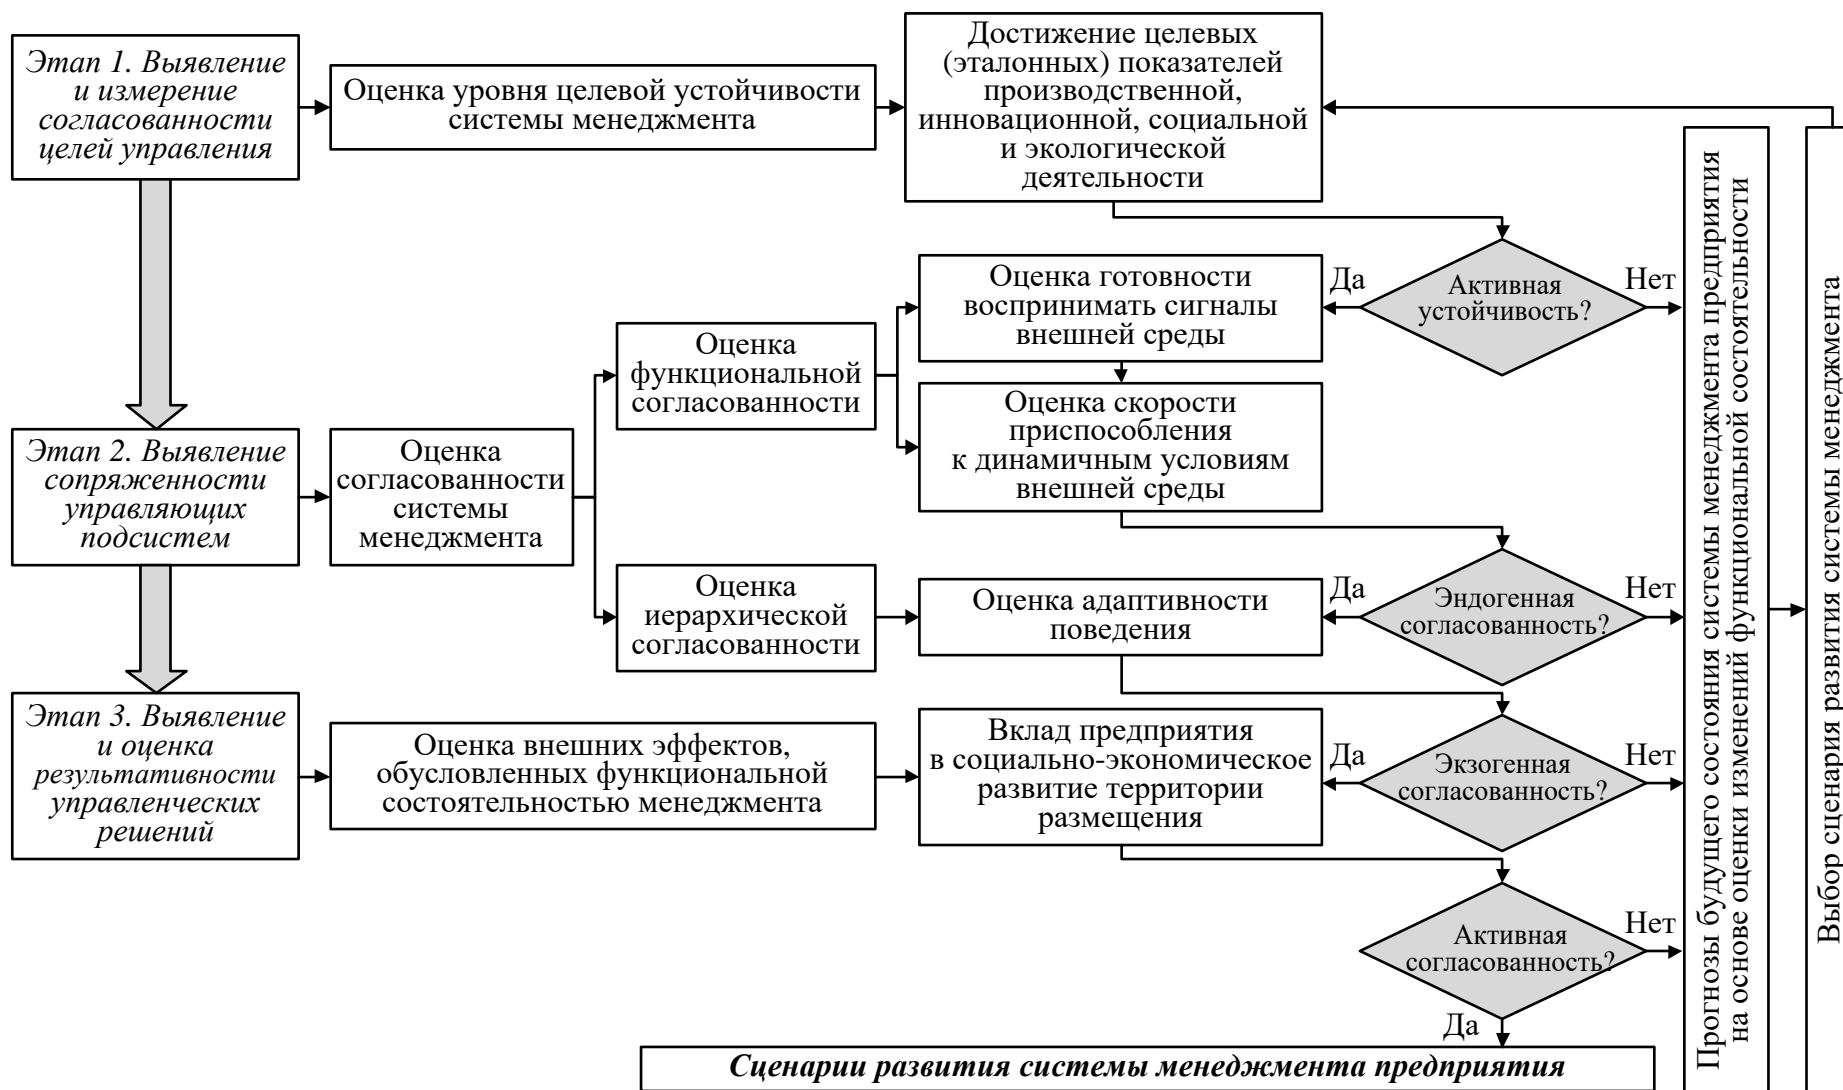 Этап 1. Выявление
и измерение
согласованности
целей управления
Оценка уровня целевой устойчивости
системы менеджмента
Достижение целевых
(эталонных) показателей
производственной,
инновационной, социальной
и экологической
деятельности
Активная
устойчивость?
Да
Нет
Оценка готовности
воспринимать сигналы
внешней среды
Оценка
функциональной
согласованности
Оценка скорости
приспособления
к динамичным условиям
внешней среды
Этап 2. Выявление
сопряженности
управляющих
подсистем
Оценка
согласованности
системы
менеджмента
Оценка
иерархической
согласованности
Оценка адаптивности
поведения
Да
Эндогенная
согласованность?
Нет
Этап 3. Выявление
и оценка
результативности
управленческих
решений
Оценка внешних эффектов,
обусловленных функциональной
состоятельностью менеджмента
Вклад предприятия
в социально-экономическое
развитие территории
размещения
Да
Экзогенная
согласованность?
Нет
Активная
согласованность?
Нет
Да
Сценарии развития системы менеджмента предприятия
Прогнозы будущего состояния системы менеджмента предприятия
на основе оценки изменений функциональной состоятельности
Выбор сценария развития системы менеджмента